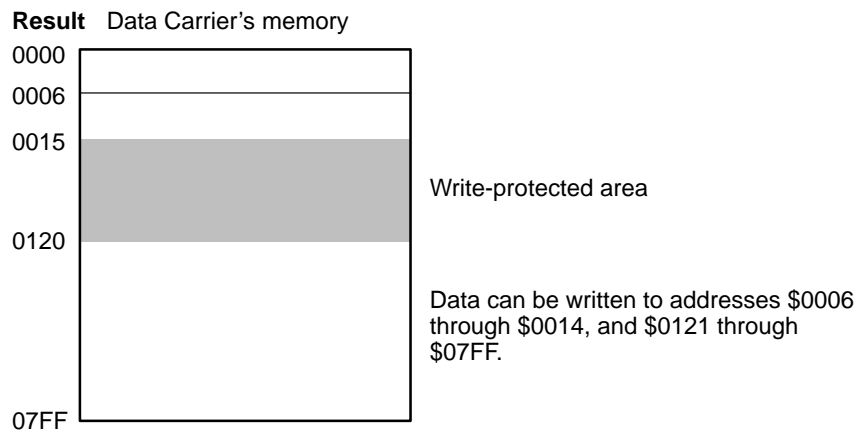 Result Data Carrier’s memory
0000
0006
0015
Write-protected area
0120
Data can be written to addresses $0006
through $0014, and $0121 through
$07FF.
07FF